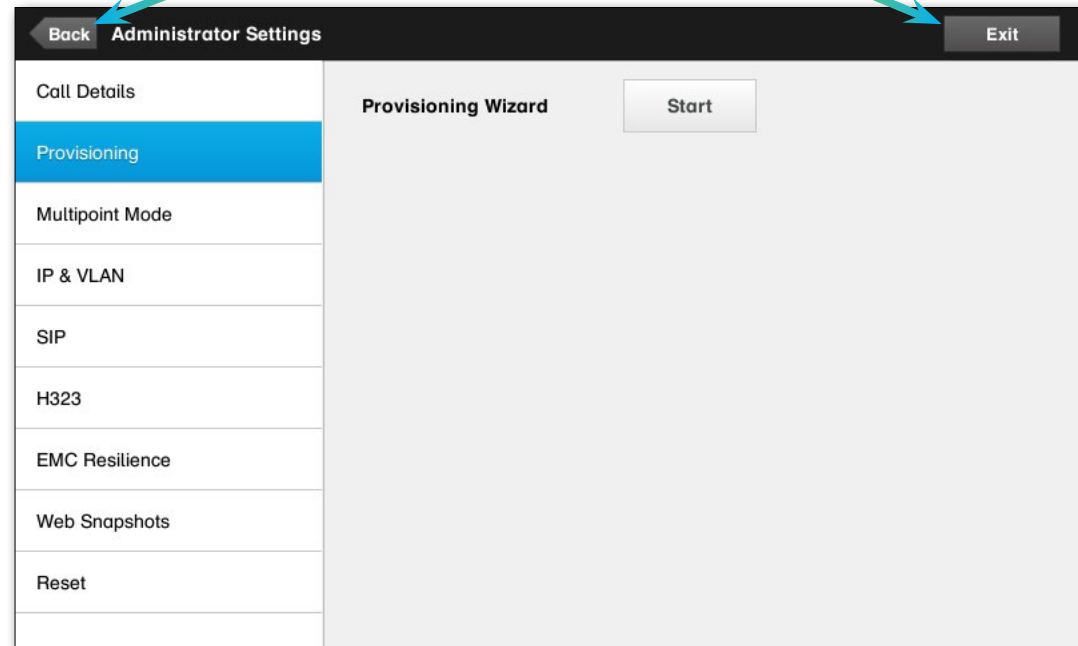 Back Administrator Settings Exit
Call Details
Provisioning Wizard Start
Provisioning
Multipoint Mode
IP & VLAN
SIP
H323
EMC Resilience
Web Snapshots
Reset